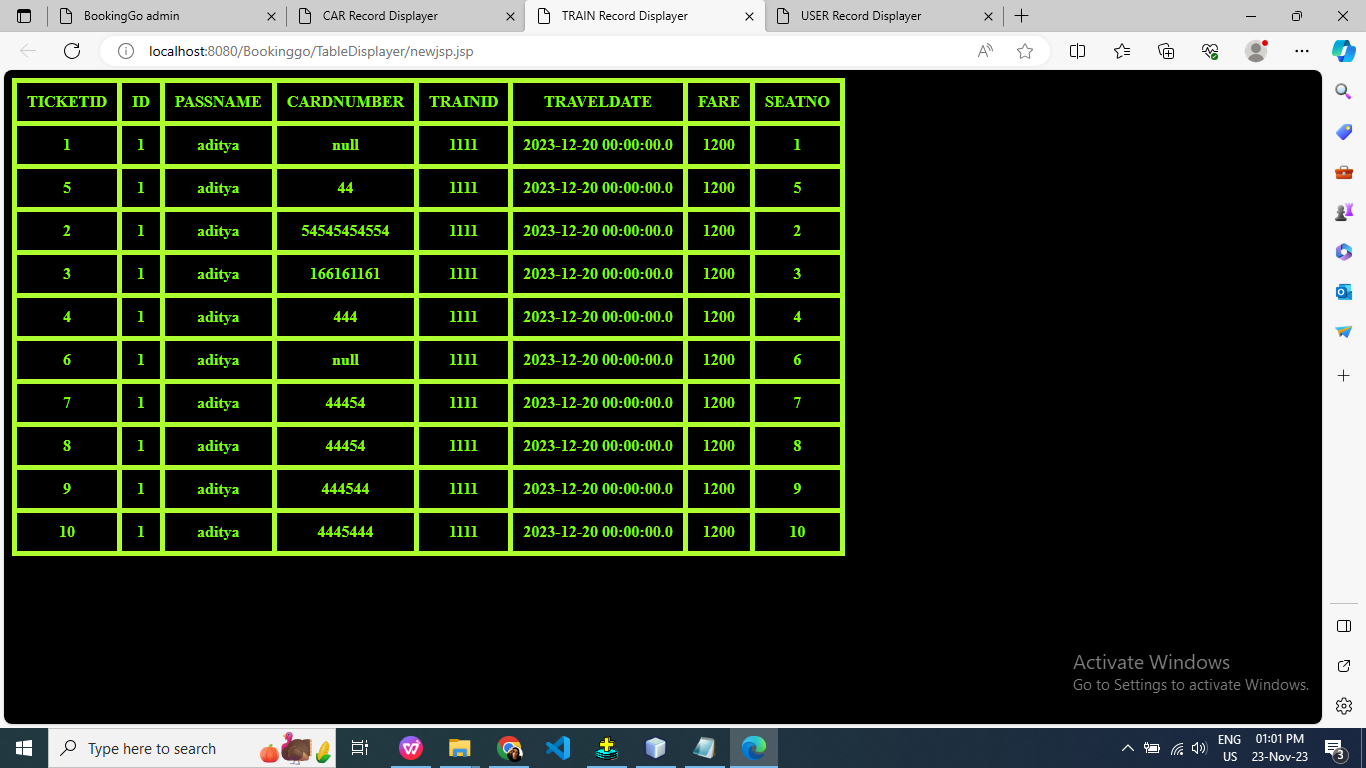 BookingGo admin
CAR Record Displayer
TRAIN Record Displayer
USER Record Displayer
localhost:8080/Bookinggo/TableDisplayer/newjsp.jsp
TICKETID ID PASSNAME CARDNUMBER TRAINID TRAVELDATE FARE SEATNO
1 1 aditya null 1111 2023-12-20 00:00:00.0 1200 1
5 1 aditya 44 1111 2023-12-20 00:00:00.0 1200 5
2 1 aditya 54545454554 1111 2023-12-20 00:00:00.0 1200 2
3 1 aditya 166161161 1111 2023-12-20 00:00:00.0 1200 3
4 1 aditya 444 1111 2023-12-20 00:00:00.0 1200 4
6 1 aditya null 1111 2023-12-20 00:00:00.0 1200 6
7 1 aditya 44454 1111 2023-12-20 00:00:00.0 1200 7
8 1 aditya 44454 1111 2023-12-20 00:00:00.0 1200 8
9 1 aditya 444544 1111 2023-12-20 00:00:00.0 1200 9
10 1 aditya 4445444 1111 2023-12-20 00:00:00.0 1200 10
Activate Windows
Go to Settings to activate Windows.
Type here to search
ENG
US
01:01 PM
23-Nov-23
3